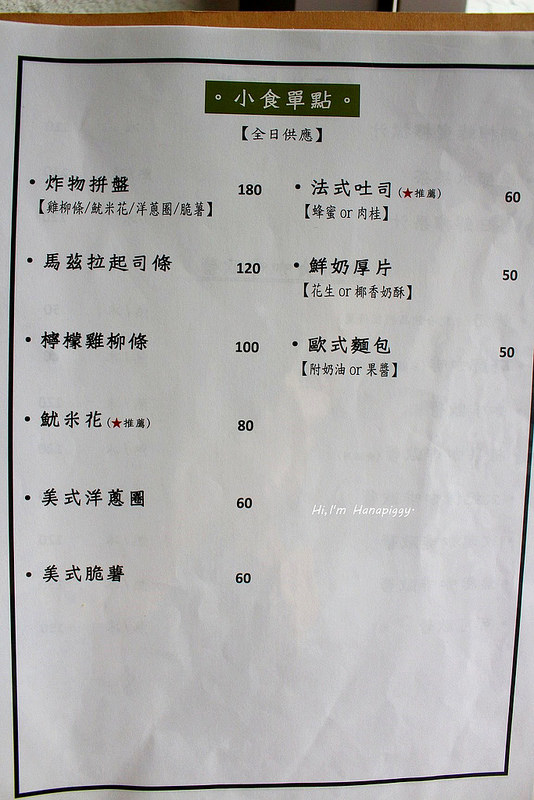 。小食單點。
【全日供應】
• 炸物拼盤 180
【雞柳條/魷米花/洋蔥圈/脆薯】
• 馬茲拉起司條 120
• 檸檬雞柳條 100
• 魷米花(★推薦) 80
• 美式洋蔥圈 60
• 美式脆薯 60
• 法式吐司(★推薦) 60
【蜂蜜 or 肉桂】
• 鮮奶厚片 50
【花生 or 椰香奶酥】
• 歐式麵包 50
【附奶油 or 果醬】
Hi,I'm Hanapiggy.